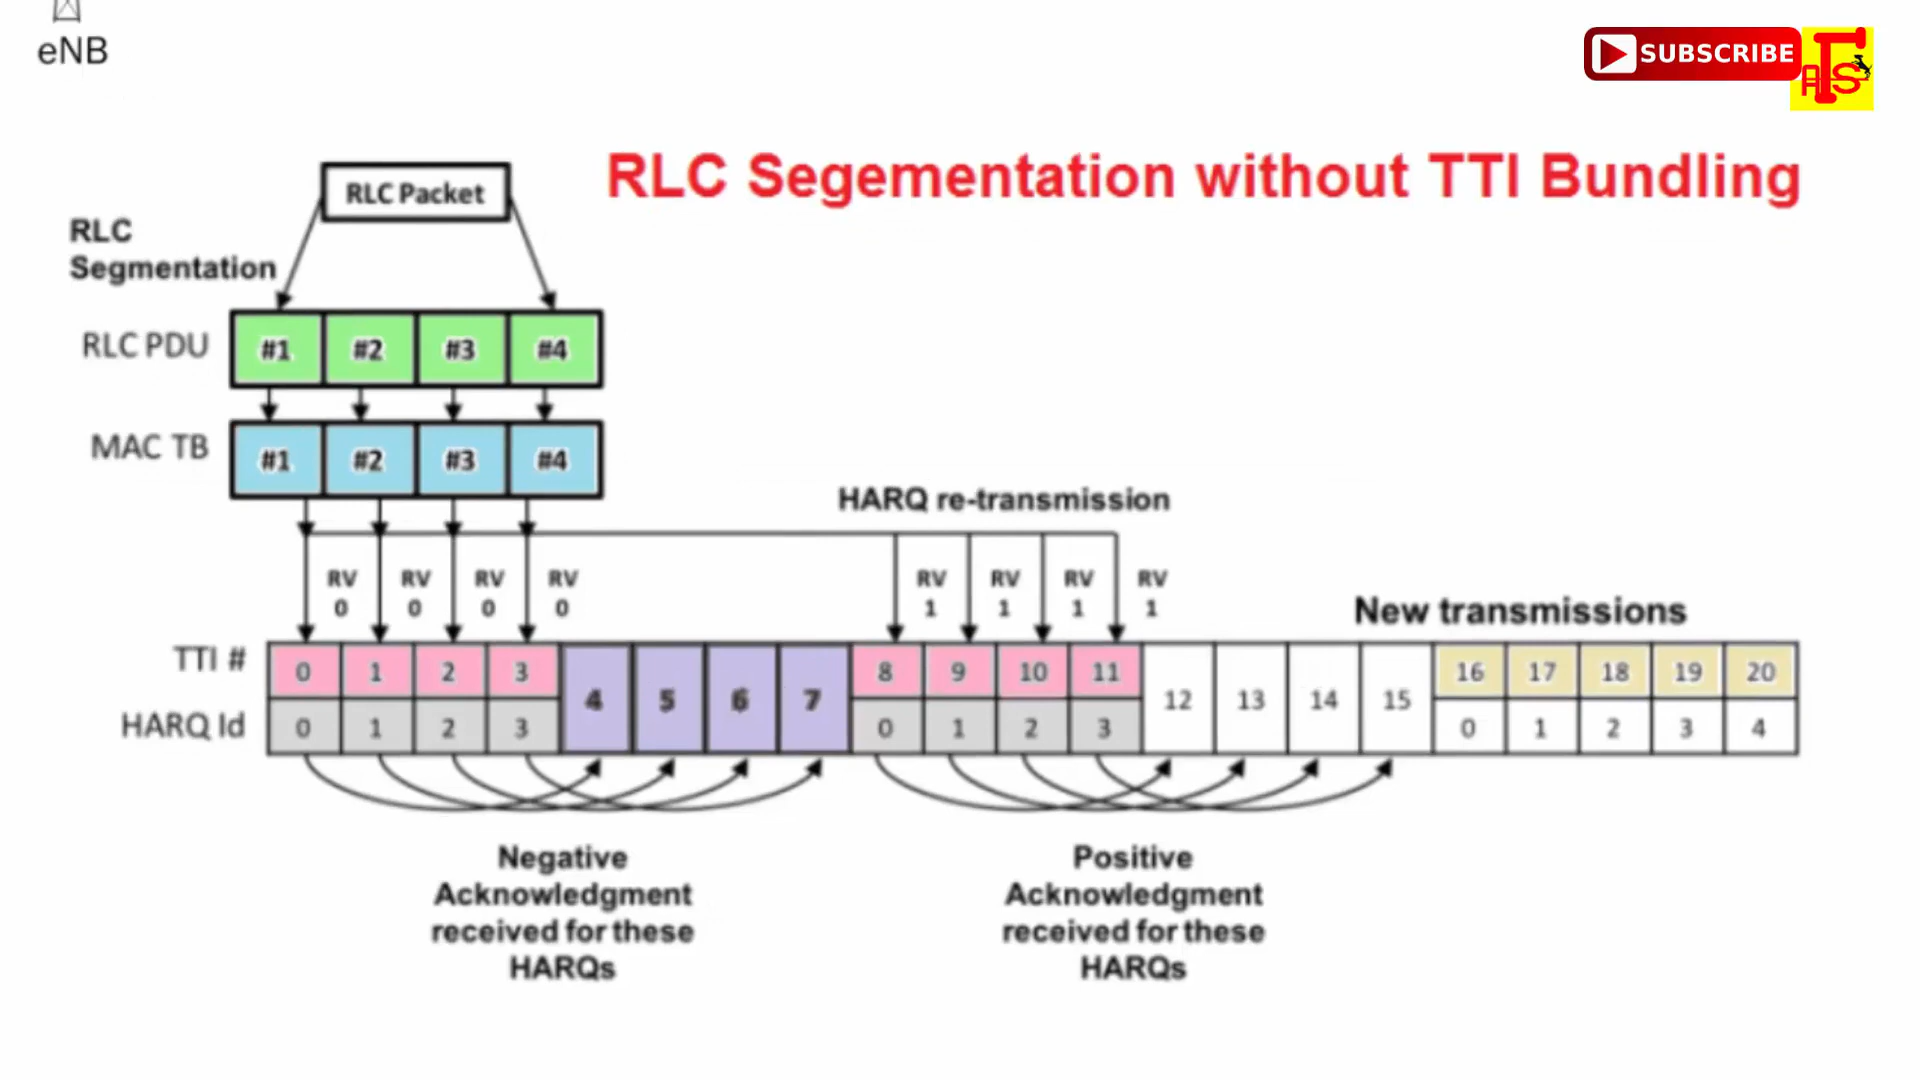 eNB
SUBSCRIBE
ATS
RLC Segementation without TTI Bundling
RLC Packet
RLC
Segmentation
RLC PDU
#1 #2 #3 #4
MAC TB
#1 #2 #3 #4
HARQ re-transmission
RV RV RV RV RV RV RV RV
0 0 0 0 1 1 1 1
New transmissions
TTI # 0 1 2 3 4 5 6 7 8 9 10 11 12 13 14 15 16 17 18 19 20
HARQ Id 0 1 2 3 0 1 2 3 0 1 2 3 4
Negative
Acknowledgment
received for these
HARQs
Positive
Acknowledgment
received for these
HARQs